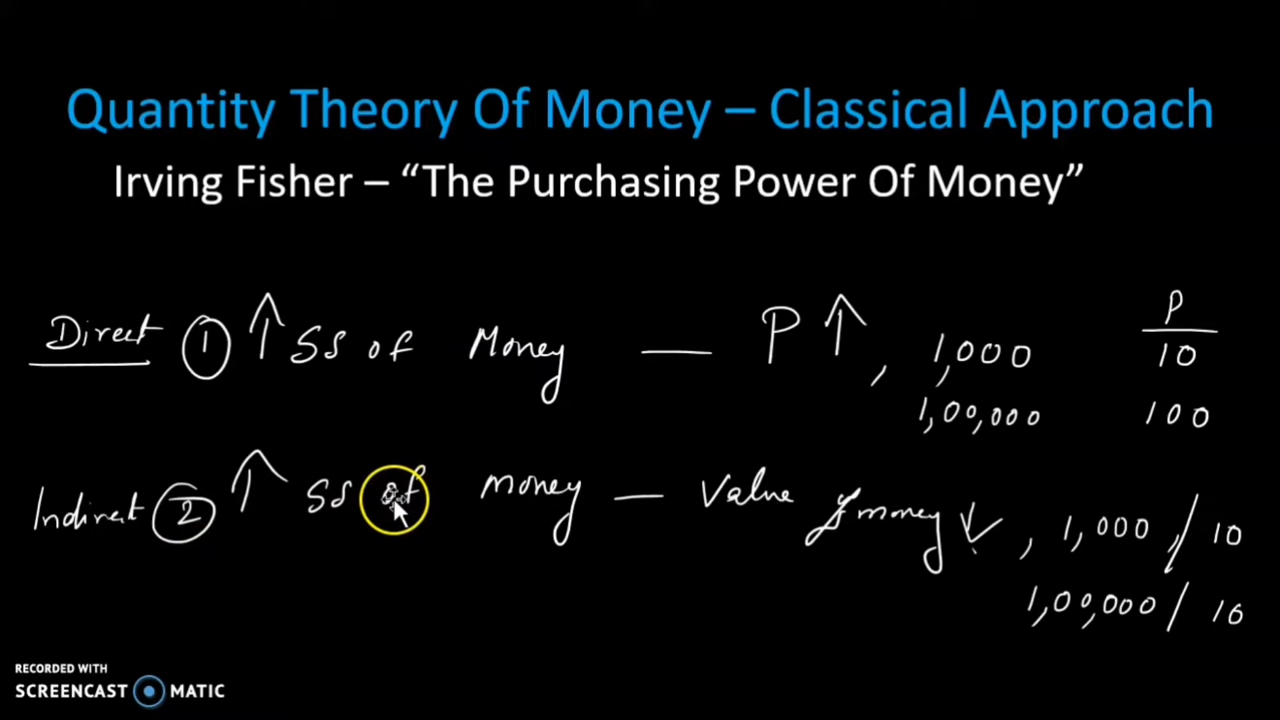 Quantity Theory Of Money – Classical Approach
Irving Fisher – “The Purchasing Power Of Money”
P
Direct 1 ↑ SS of Money — P ↑, 1,000 10
1,00,000 100
Indirect 2 ↑ SS of money — Value of money ↓, 1,000 / 10
1,00,000 / 10
RECORDED WITH
SCREENCAST MATIC